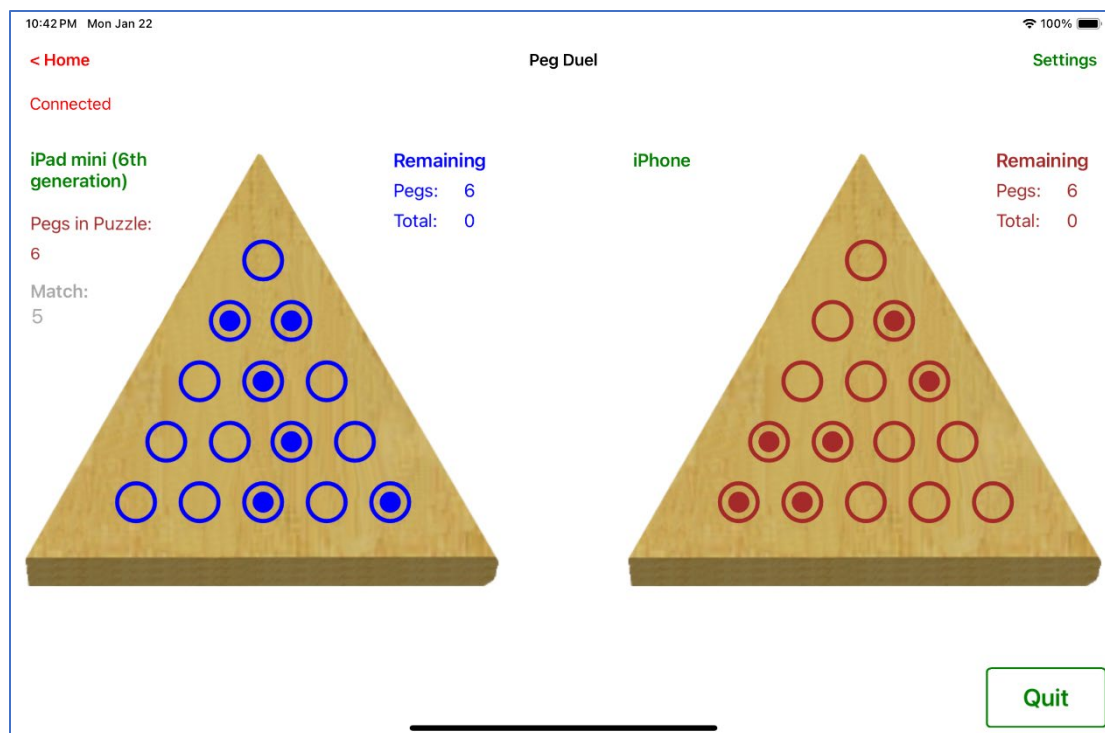 10:42 PM Mon Jan 22
100%
< Home
Peg Duel
Settings
Connected
iPad mini (6th
generation)
Pegs in Puzzle:
6
Match:
5
Remaining
Pegs: 6
Total: 0
iPhone
Remaining
Pegs: 6
Total: 0
Quit